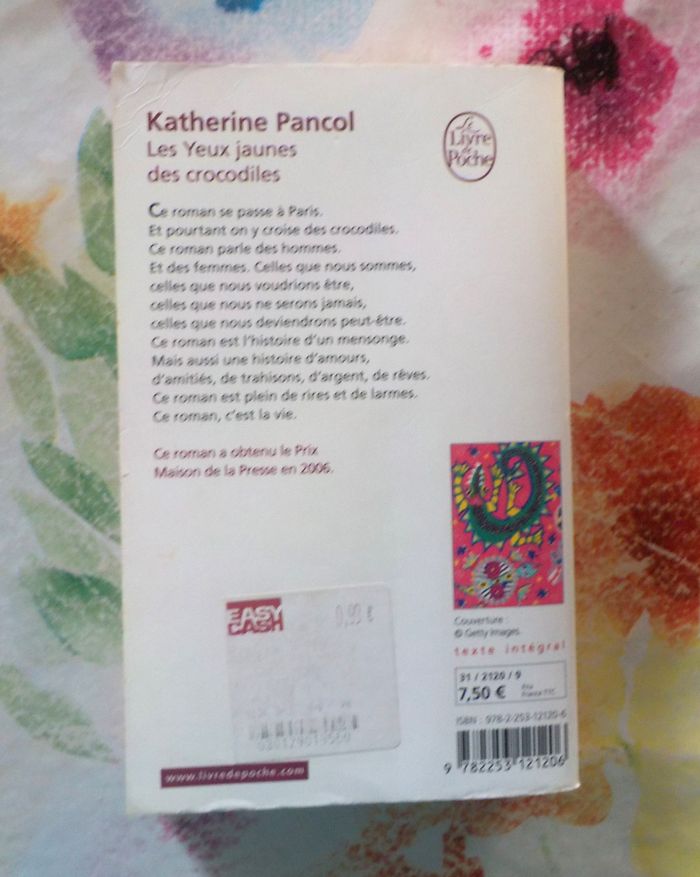 Katherine Pancol
Les Yeux jaunes
des crocodiles
Le
Livre
de
Poche
Ce roman se passe à Paris.
Et pourtant on y croise des crocodiles.
Ce roman parle des hommes.
Et des femmes. Celles que nous sommes,
celles que nous voudrions être,
celles que nous ne serons jamais,
celles que nous deviendrons peut-être.
Ce roman est l'histoire d'un mensonge.
Mais aussi une histoire d'amours,
d'amitiés, de trahisons, d'argent, de rêves.
Ce roman est plein de rires et de larmes.
Ce roman, c'est la vie.
Ce roman a obtenu le Prix
Maison de la Presse en 2006.
EASY
CASH
0,99 €
Couverture :
© Getty Images.
texte intégral
31 / 2120 / 9
7,50 €
Prix
France TTC
ISBN : 978-2-253-12120-6
9 782253 121206
www.livredepoche.com